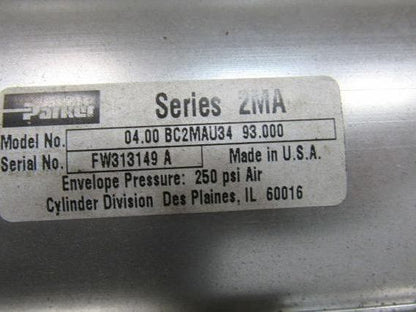 Parker Series 2MA
Model No. 04.00 BC2MAU34 93.000
Serial No. FW313149 A Made in U.S.A.
Envelope Pressure: 250 psi Air
Cylinder Division Des Plaines, IL 60016